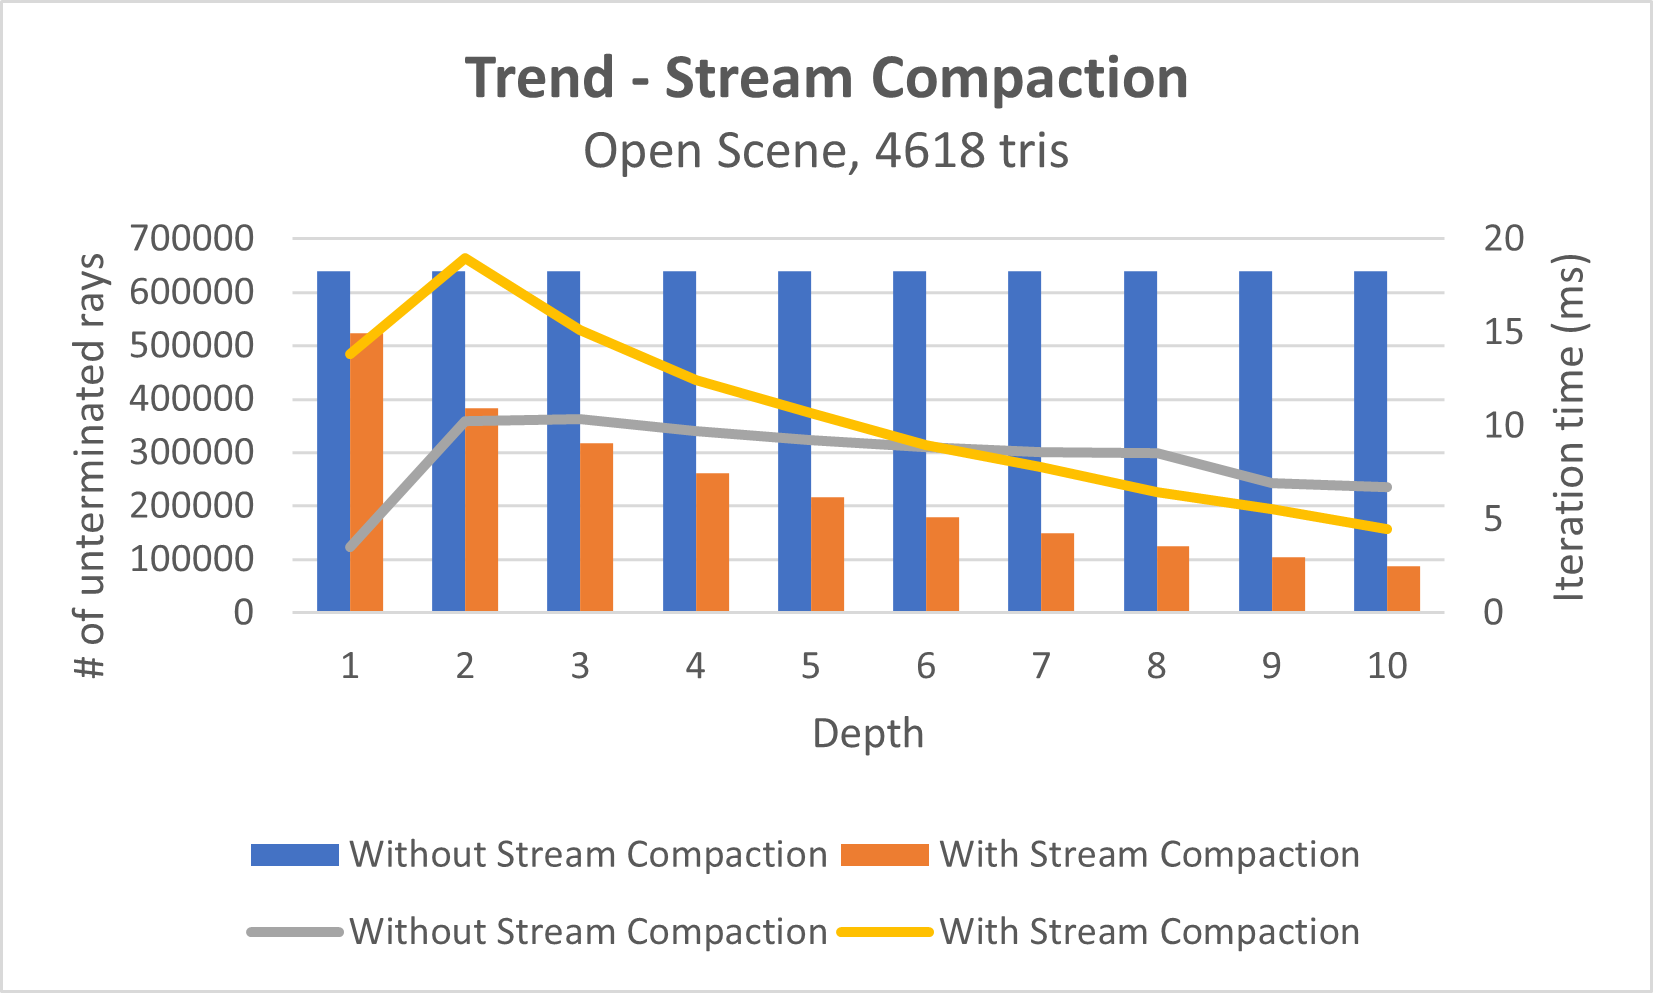 Trend - Stream Compaction
Open Scene, 4618 tris
# of unterminated rays
700000
600000
500000
400000
300000
200000
100000
0
20
15
10
5
0
Iteration time (ms)
1 2 3 4 5 6 7 8 9 10
Depth
Without Stream Compaction With Stream Compaction
Without Stream Compaction With Stream Compaction